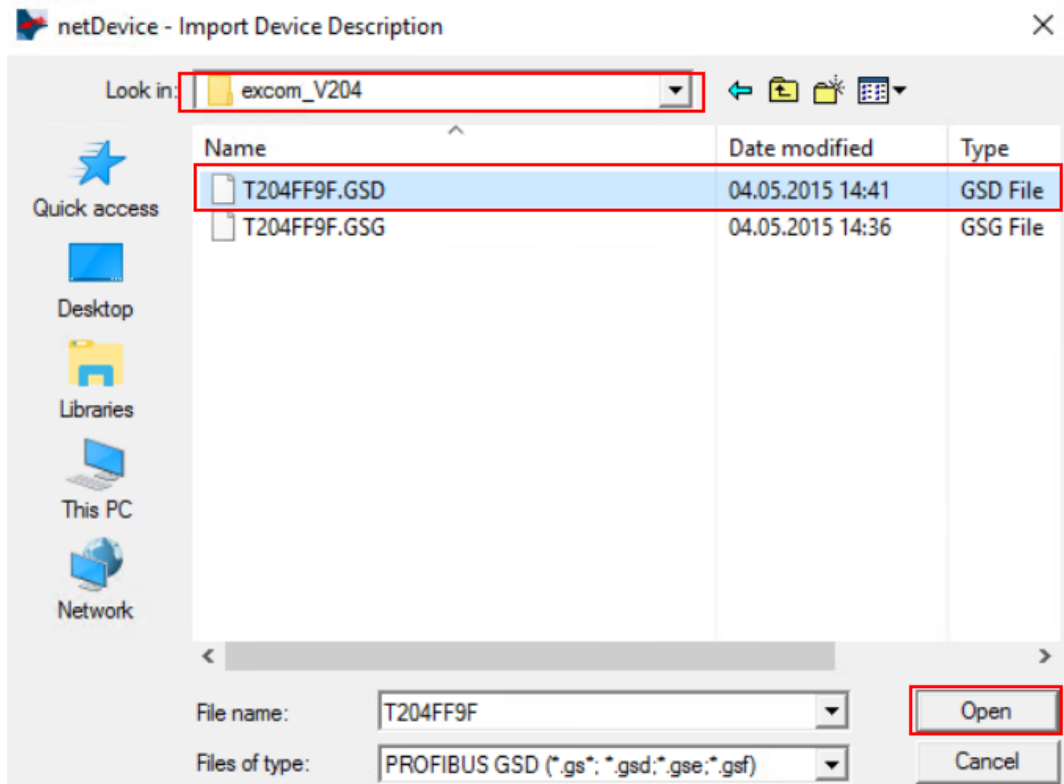 netDevice - Import Device Description
Look in: excom_V204
Name Date modified Type
T204FF9F.GSD 04.05.2015 14:41 GSD File
T204FF9F.GSG 04.05.2015 14:36 GSG File
Quick access
Desktop
Libraries
This PC
Network
File name: T204FF9F Open
Files of type: PROFIBUS GSD (*.gs*; *.gsd;*.gse;*.gsf) Cancel